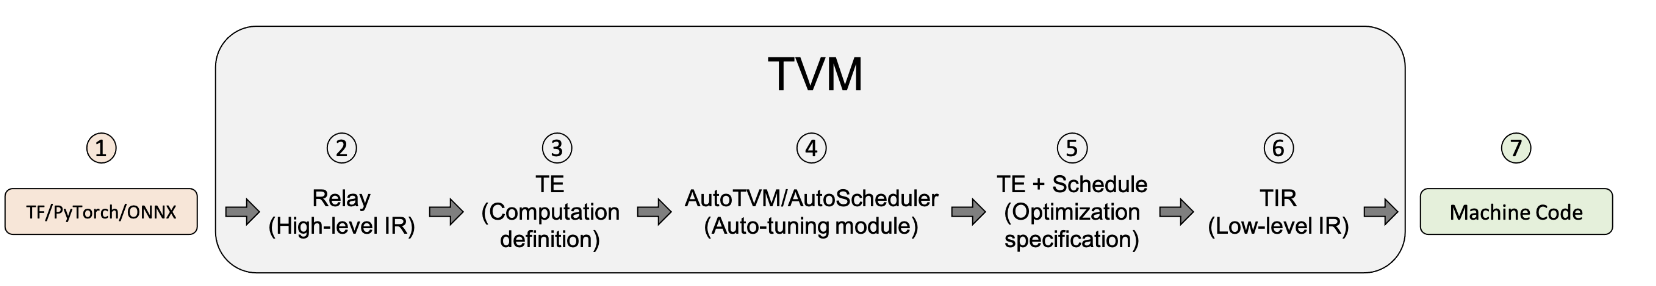 TVM
1
2
3
4
5
6
7
TF/PyTorch/ONNX
Relay
(High-level IR)
TE
(Computation
definition)
AutoTVM/AutoScheduler
(Auto-tuning module)
TE + Schedule
(Optimization
specification)
TIR
(Low-level IR)
Machine Code